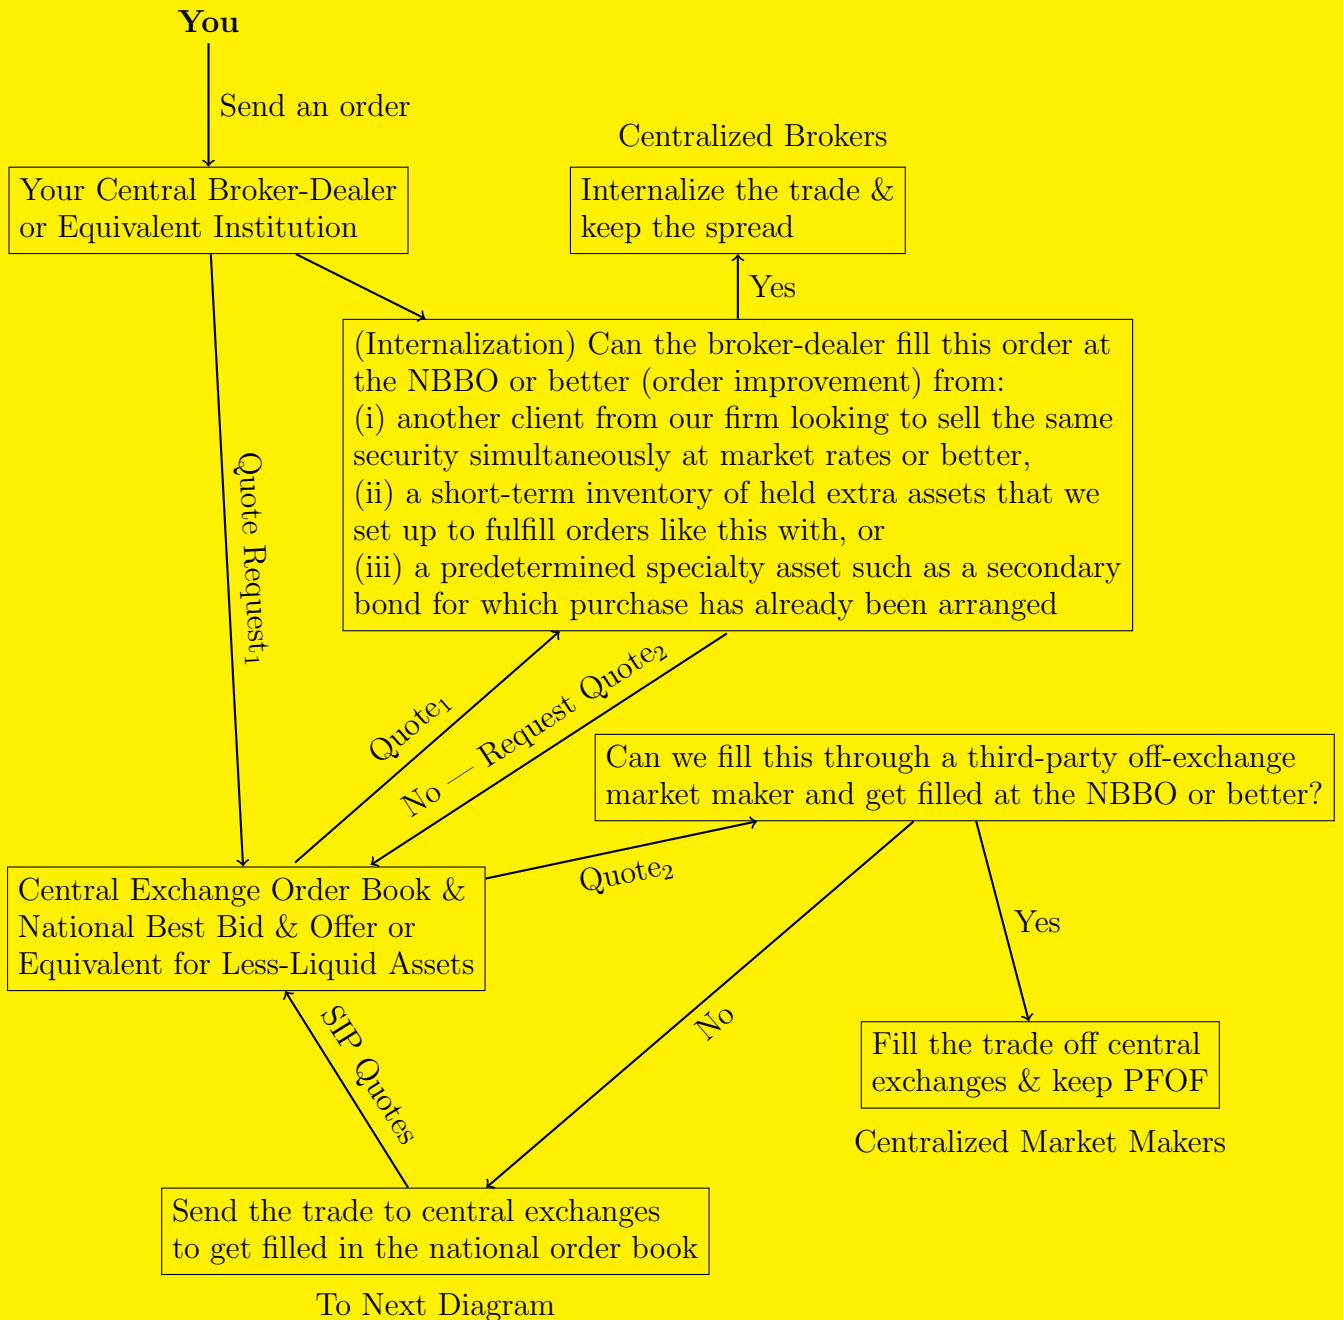 You
Send an order
Centralized Brokers
Your Central Broker-Dealer
or Equivalent Institution
Internalize the trade &
keep the spread
Yes
(Internalization) Can the broker-dealer fill this order at
the NBBO or better (order improvement) from:
(i) another client from our firm looking to sell the same
security simultaneously at market rates or better,
(ii) a short-term inventory of held extra assets that we
set up to fulfill orders like this with, or
(iii) a predetermined specialty asset such as a secondary
bond for which purchase has already been arranged
Quote Request₁
Quote₁
No — Request Quote₂
Can we fill this through a third-party off-exchange
market maker and get filled at the NBBO or better?
Quote₂
Central Exchange Order Book &
National Best Bid & Offer or
Equivalent for Less-Liquid Assets
Yes
No
SIP Quotes
Fill the trade off central
exchanges & keep PFOF
Centralized Market Makers
Send the trade to central exchanges
to get filled in the national order book
To Next Diagram